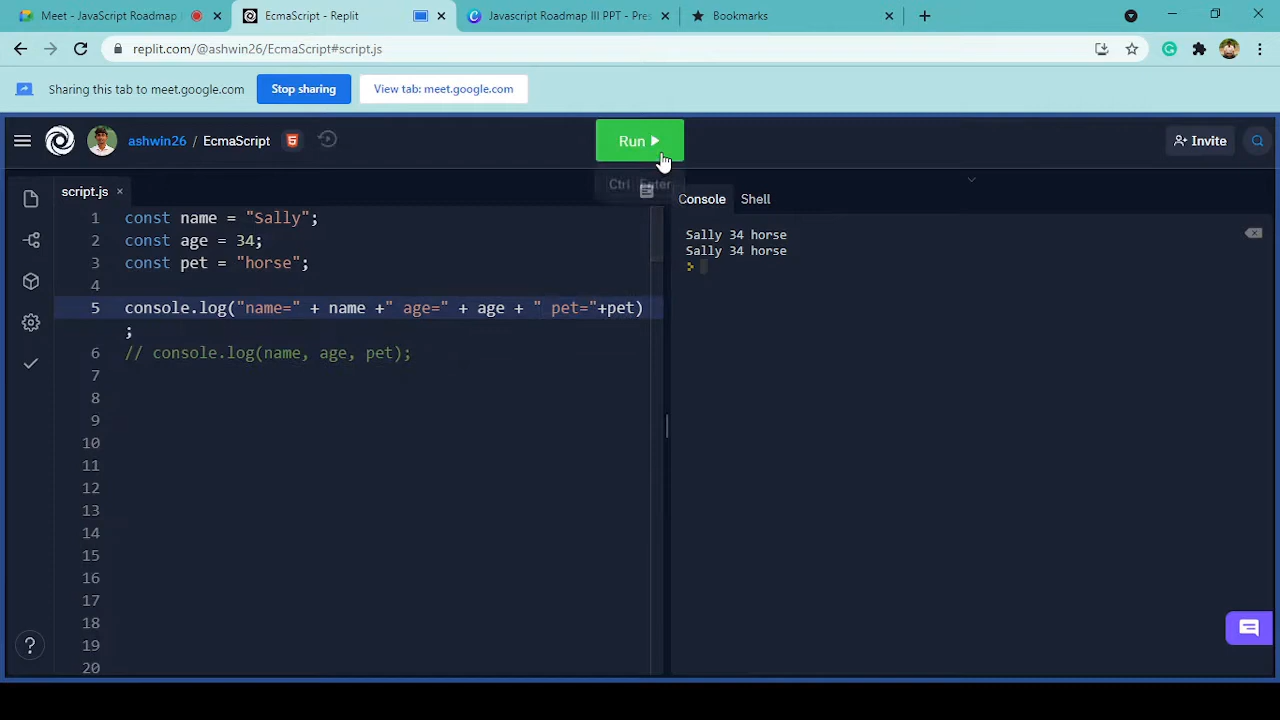 Meet - JavaScript Roadmap
EcmaScript - Replit
Javascript Roadmap III PPT - Pres
Bookmarks
replit.com/@ashwin26/EcmaScript#script.js
Sharing this tab to meet.google.com
Stop sharing
View tab: meet.google.com
ashwin26 / EcmaScript
Run
Invite
Ctrl Enter
script.js
Console
Shell
1 const name = "Sally";
2 const age = 34;
3 const pet = "horse";
4
5 console.log("name=" + name +" age=" + age + " pet="+pet)
;
6 // console.log(name, age, pet);
7
8
9
10
11
12
13
14
15
16
17
18
19
20
Sally 34 horse
Sally 34 horse